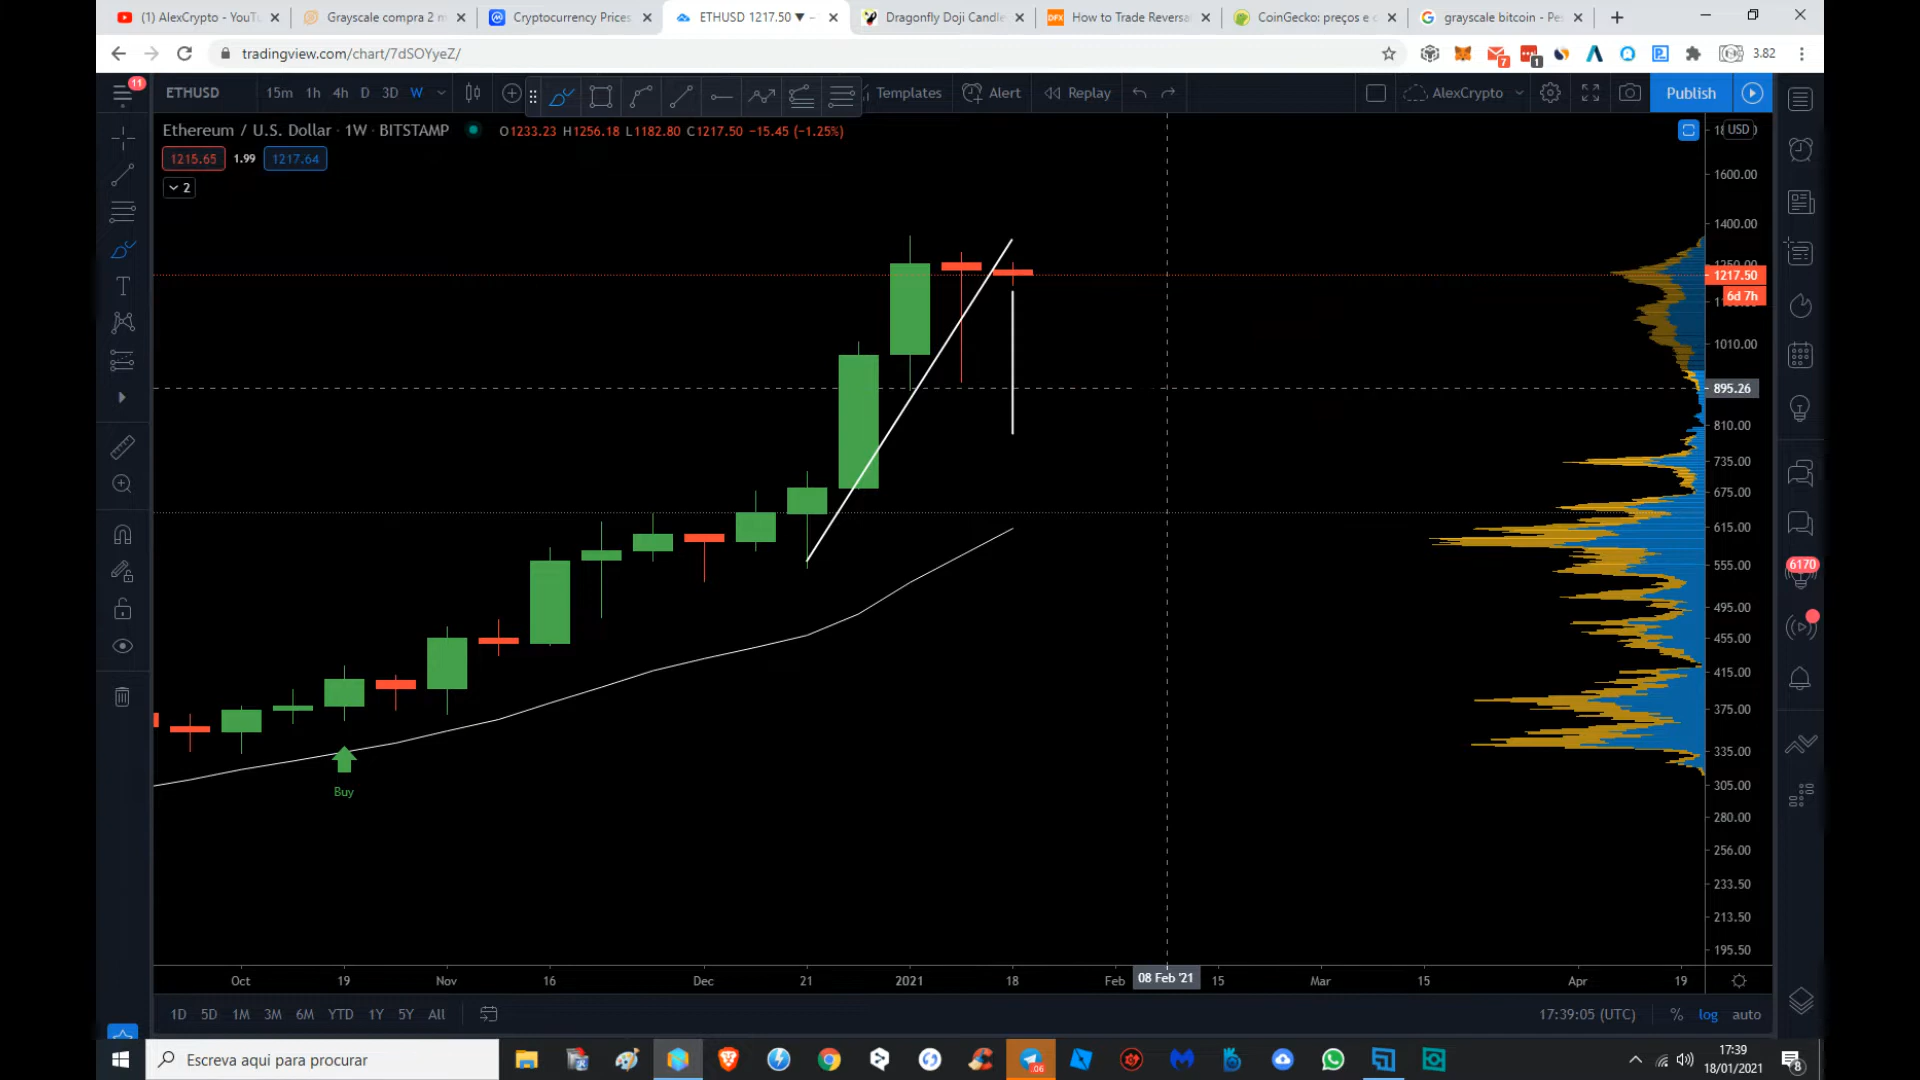 (1) AlexCrypto - YouTu
Grayscale compra 2 m
Cryptocurrency Prices
ETHUSD 1217.50 ▼ –
Dragonfly Doji Candle
How to Trade Reversa
CoinGecko: preços e c
grayscale bitcoin - Pes
tradingview.com/chart/7dSOYyeZ/
7
1
3.82
11
ETHUSD
15m 1h 4h D 3D W
Templates
Alert
Replay
AlexCrypto
Publish
Ethereum / U.S. Dollar · 1W · BITSTAMP
O1233.23 H1256.18 L1182.80 C1217.50 −15.45 (−1.25%)
1215.65 1.99 1217.64
2
USD
1600.00
1400.00
1217.50
6d 7h
1010.00
895.26
810.00
735.00
675.00
615.00
555.00
495.00
455.00
415.00
375.00
335.00
305.00
280.00
256.00
233.50
213.50
195.50
6170
Buy
Oct 19 Nov 16 Dec 21 2021 18 Feb 08 Feb '21 15 Mar 15 Apr 19
1D 5D 1M 3M 6M YTD 1Y 5Y All
17:39:05 (UTC) % log auto
Escreva aqui para procurar
.06
17:39
18/01/2021
8